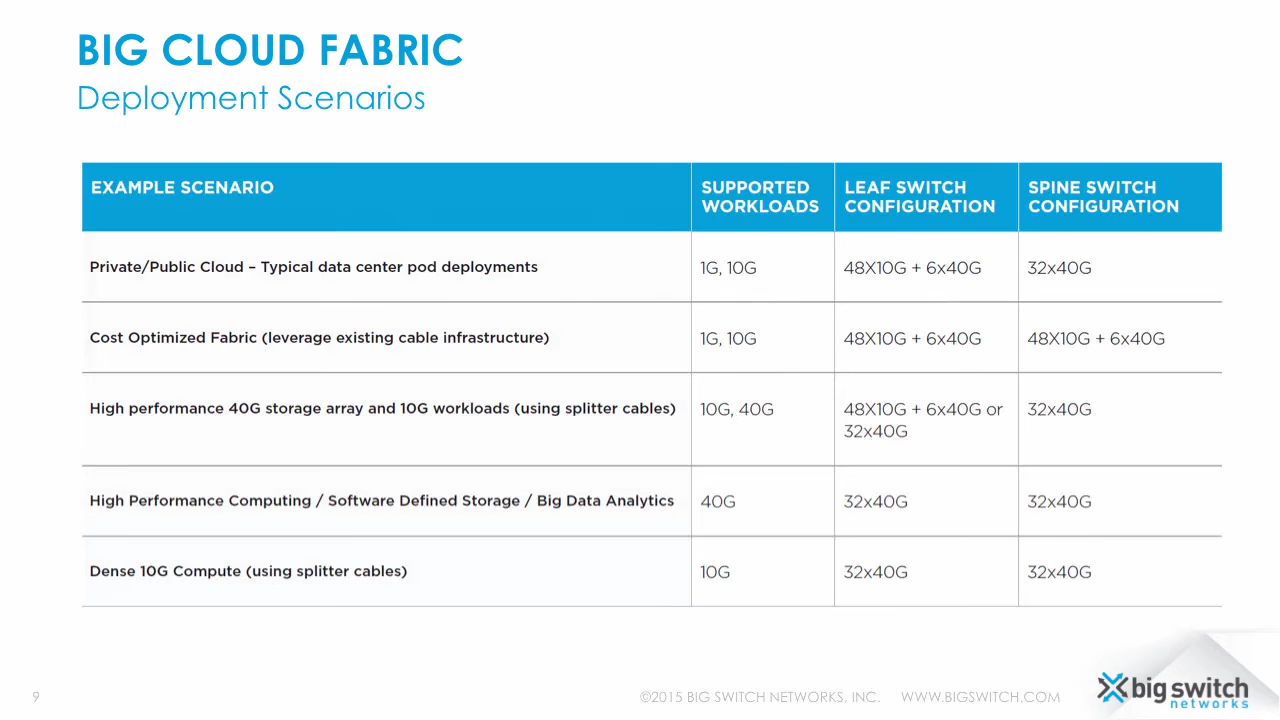 BIG CLOUD FABRIC
Deployment Scenarios
EXAMPLE SCENARIO
SUPPORTED
WORKLOADS
LEAF SWITCH
CONFIGURATION
SPINE SWITCH
CONFIGURATION
Private/Public Cloud – Typical data center pod deployments
1G, 10G
48X10G + 6x40G
32x40G
Cost Optimized Fabric (leverage existing cable infrastructure)
1G, 10G
48X10G + 6x40G
48X10G + 6x40G
High performance 40G storage array and 10G workloads (using splitter cables)
10G, 40G
48X10G + 6x40G or
32x40G
32x40G
High Performance Computing / Software Defined Storage / Big Data Analytics
40G
32x40G
32x40G
Dense 10G Compute (using splitter cables)
10G
32x40G
32x40G
9
©2015 BIG SWITCH NETWORKS, INC. WWW.BIGSWITCH.COM
big switch
networks